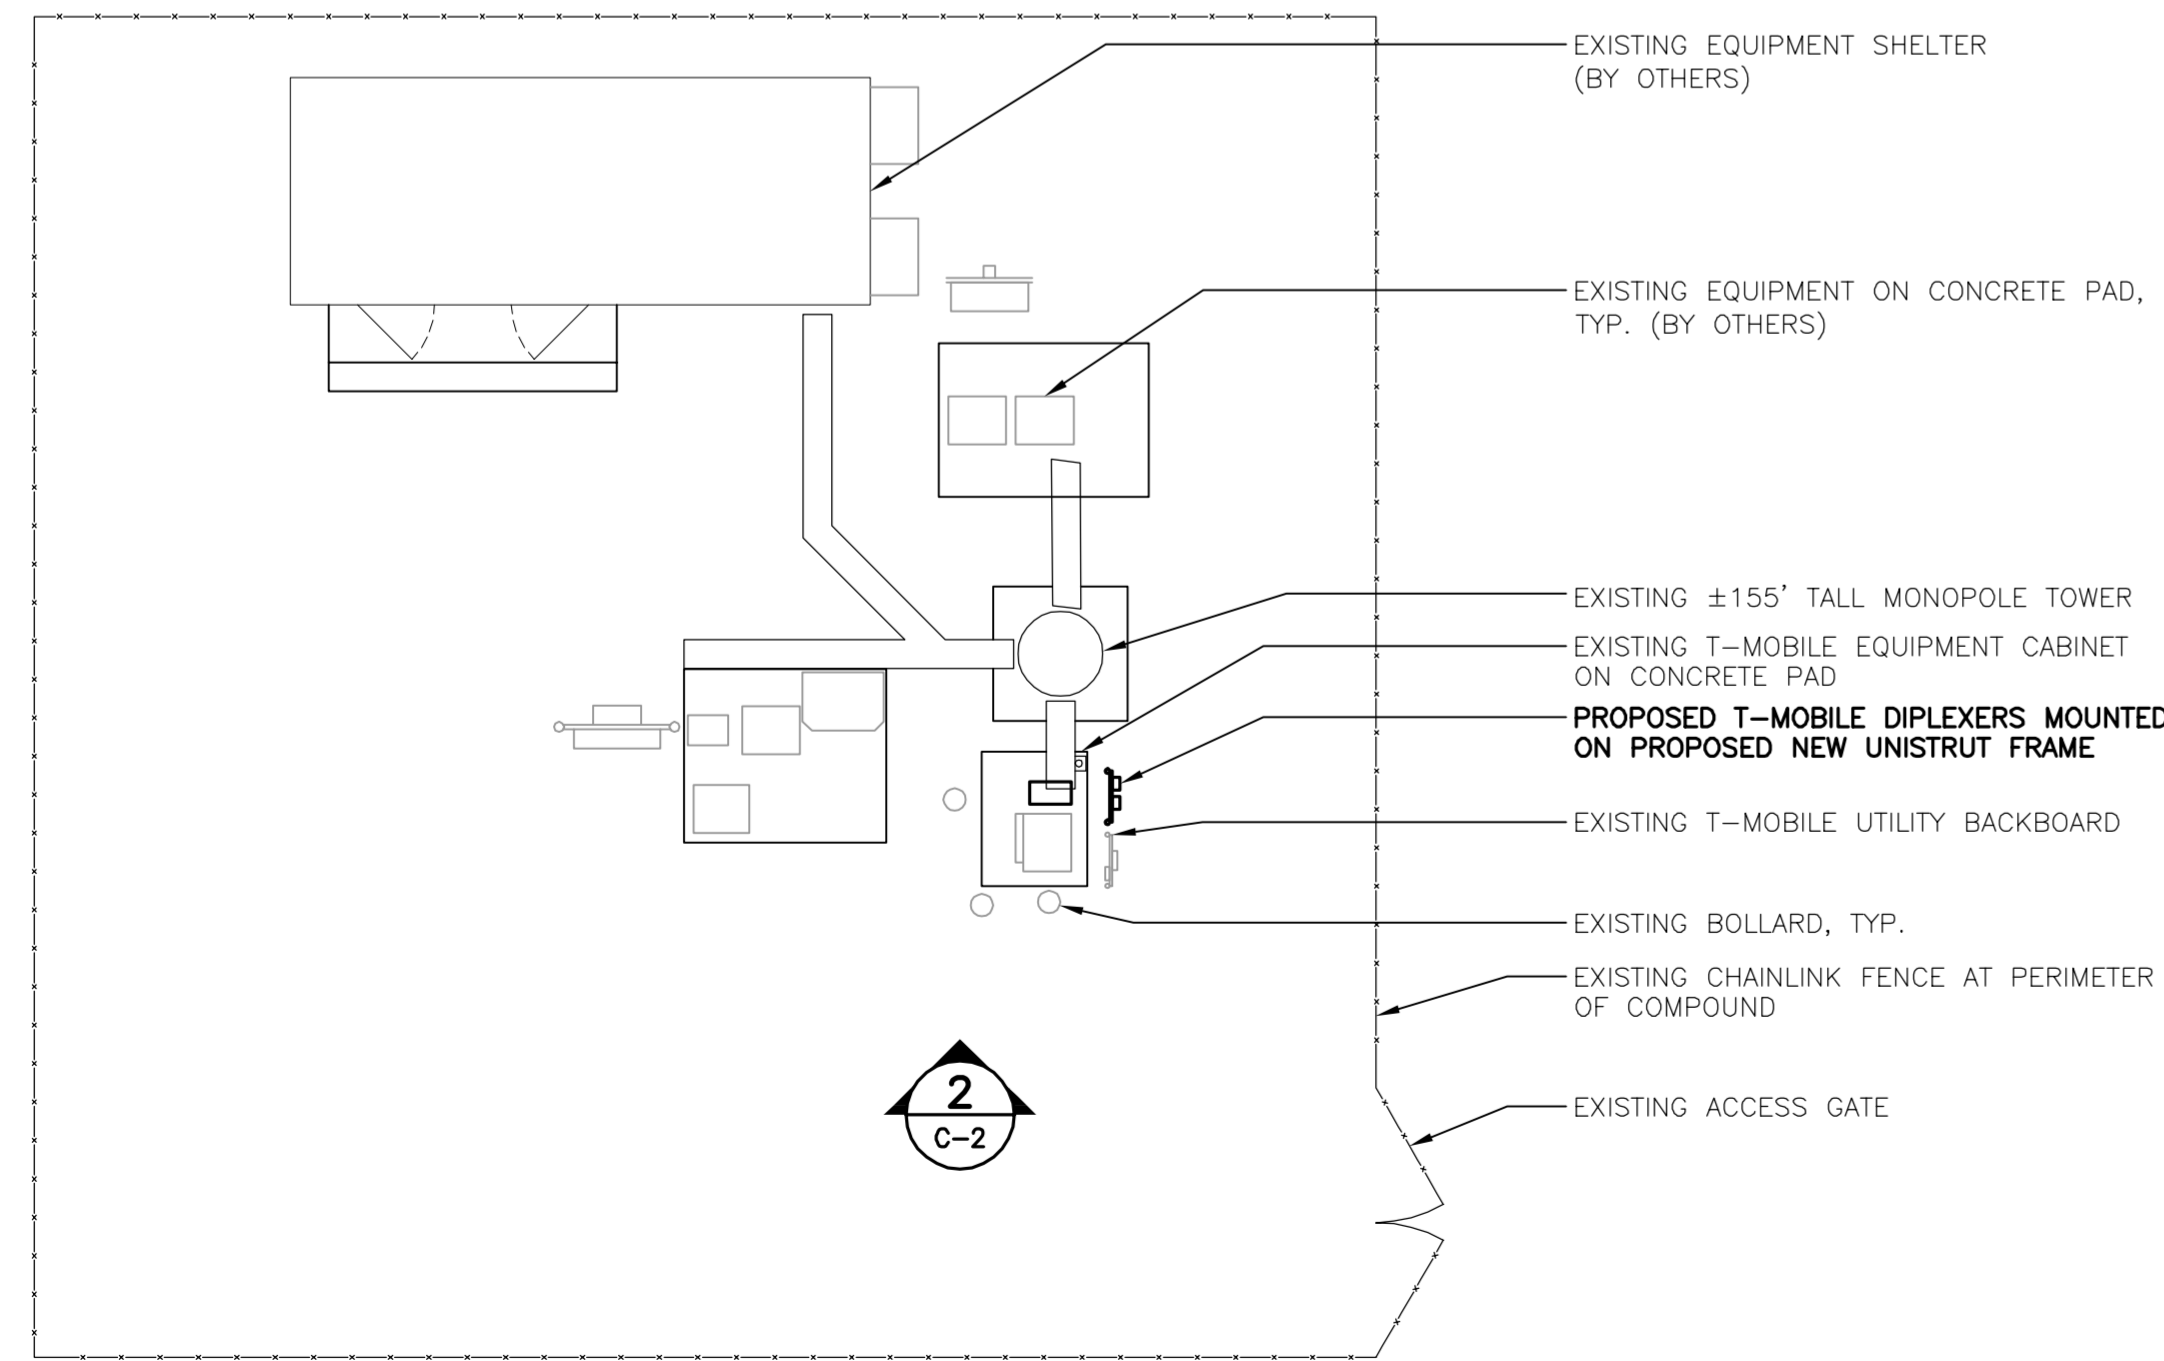 EXISTING EQUIPMENT SHELTER
(BY OTHERS)
EXISTING EQUIPMENT ON CONCRETE PAD,
TYP. (BY OTHERS)
EXISTING ±155' TALL MONOPOLE TOWER
EXISTING T-MOBILE EQUIPMENT CABINET
ON CONCRETE PAD
PROPOSED T-MOBILE DIPLEXERS MOUNTED
ON PROPOSED NEW UNISTRUT FRAME
EXISTING T-MOBILE UTILITY BACKBOARD
EXISTING BOLLARD, TYP.
EXISTING CHAINLINK FENCE AT PERIMETER
OF COMPOUND
2
C-2
EXISTING ACCESS GATE